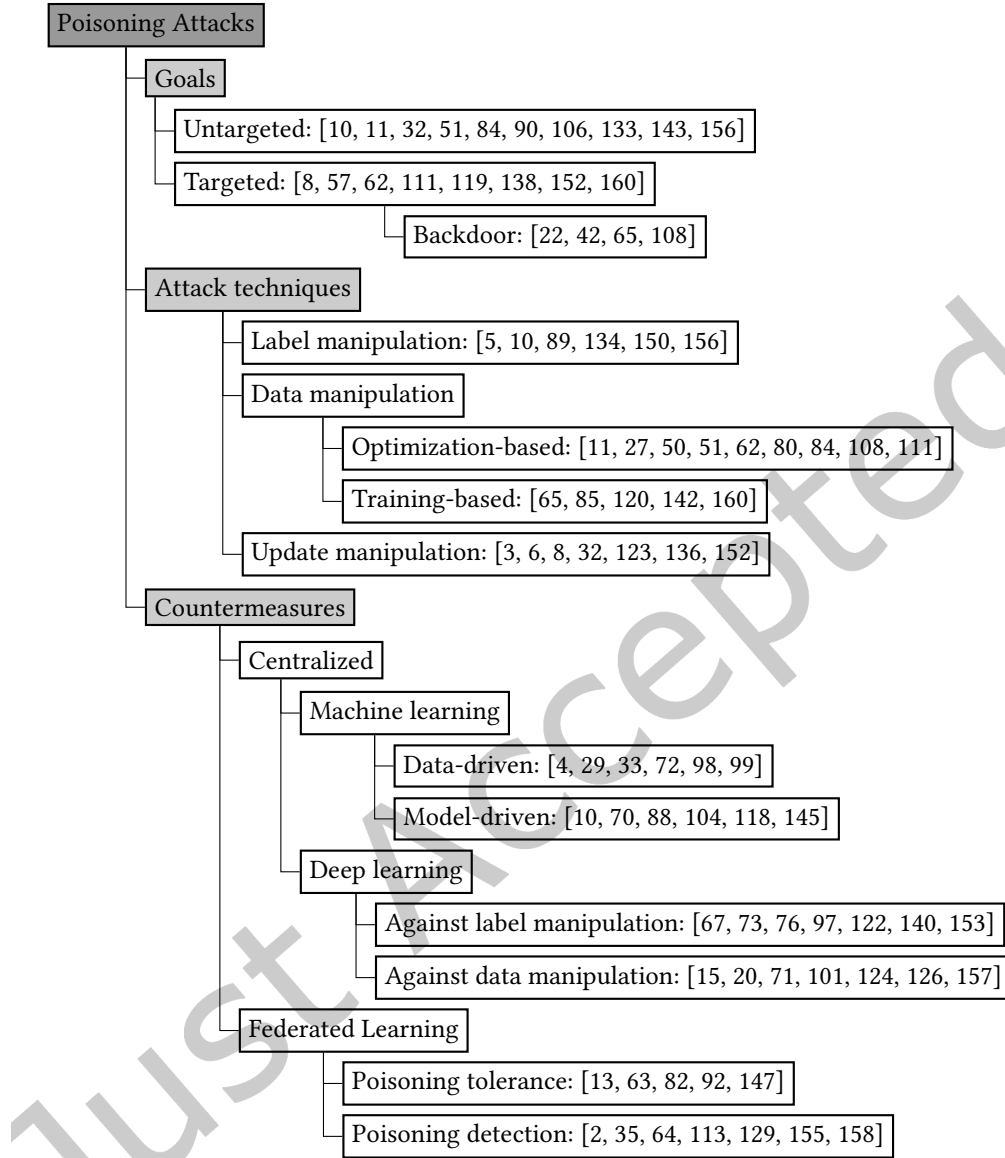 Poisoning Attacks
Goals
Untargeted: [10, 11, 32, 51, 84, 90, 106, 133, 143, 156]
Targeted: [8, 57, 62, 111, 119, 138, 152, 160]
Backdoor: [22, 42, 65, 108]
Attack techniques
Label manipulation: [5, 10, 89, 134, 150, 156]
Data manipulation
Optimization-based: [11, 27, 50, 51, 62, 80, 84, 108, 111]
Training-based: [65, 85, 120, 142, 160]
Update manipulation: [3, 6, 8, 32, 123, 136, 152]
Countermeasures
Centralized
Machine learning
Data-driven: [4, 29, 33, 72, 98, 99]
Model-driven: [10, 70, 88, 104, 118, 145]
Deep learning
Against label manipulation: [67, 73, 76, 97, 122, 140, 153]
Against data manipulation: [15, 20, 71, 101, 124, 126, 157]
Federated Learning
Poisoning tolerance: [13, 63, 82, 92, 147]
Poisoning detection: [2, 35, 64, 113, 129, 155, 158]
Just Accepted